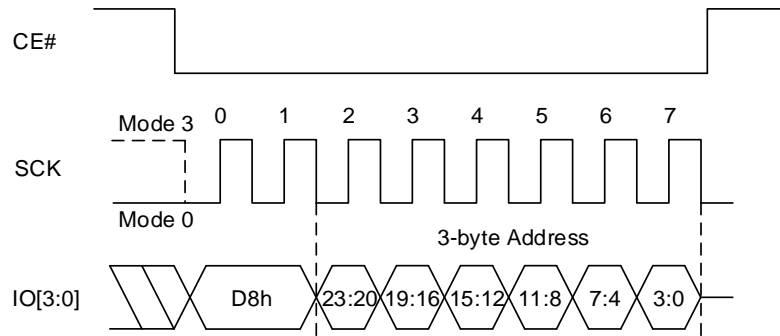 CE#
0 1 2 3 4 5 6 7
Mode 3
SCK
Mode 0
3-byte Address
IO[3:0] D8h 23:20 19:16 15:12 11:8 7:4 3:0